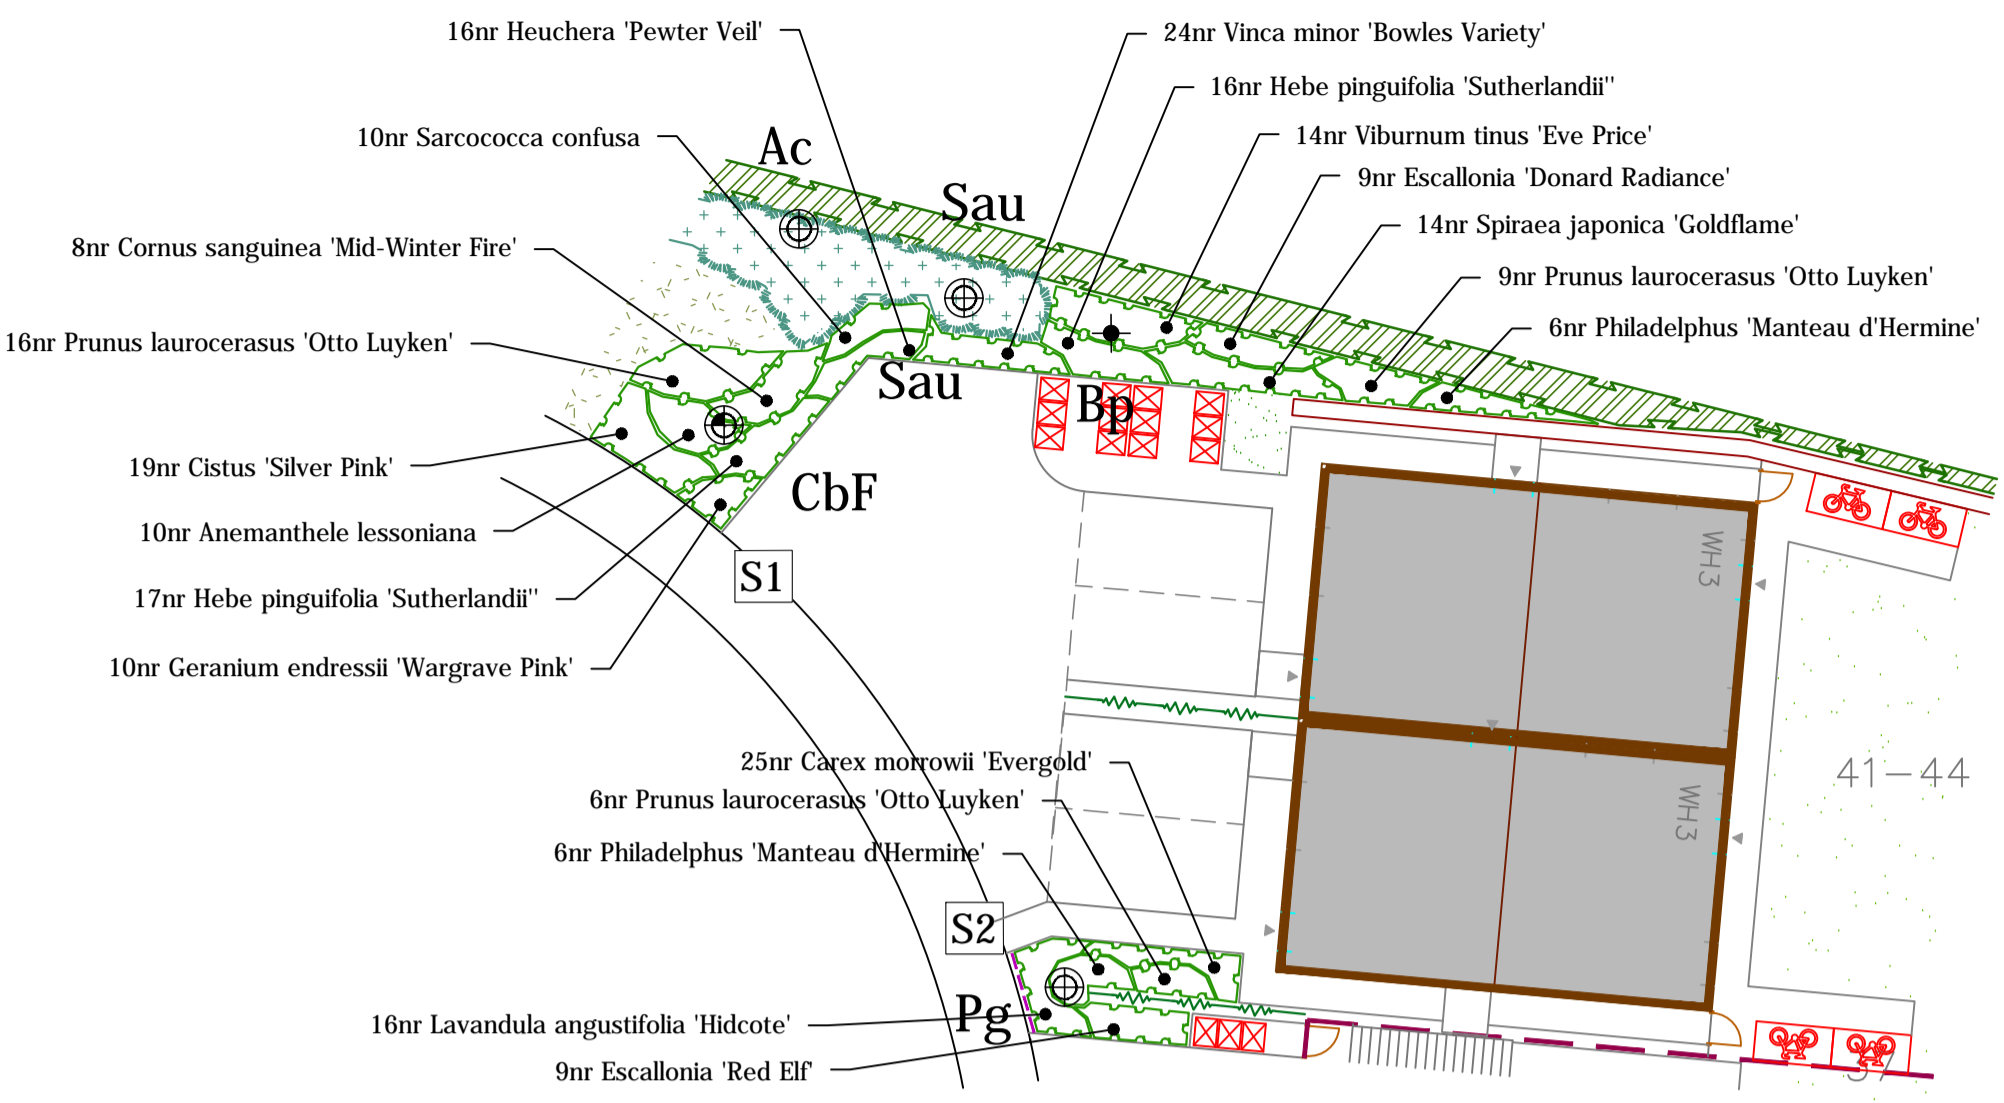 16nr Heuchera 'Pewter Veil'
24nr Vinca minor 'Bowles Variety'
16nr Hebe pinguifolia 'Sutherlandii''
10nr Sarcococca confusa
Ac
14nr Viburnum tinus 'Eve Price'
9nr Escallonia 'Donard Radiance'
Sau
14nr Spiraea japonica 'Goldflame'
8nr Cornus sanguinea 'Mid-Winter Fire'
9nr Prunus laurocerasus 'Otto Luyken'
16nr Prunus laurocerasus 'Otto Luyken'
6nr Philadelphus 'Manteau d'Hermine'
Sau
Bp
19nr Cistus 'Silver Pink'
CbF
10nr Anemanthele lessoniana
WH3
S1
17nr Hebe pinguifolia 'Sutherlandii''
10nr Geranium endressii 'Wargrave Pink'
25nr Carex morrowii 'Evergold'
41-44
6nr Prunus laurocerasus 'Otto Luyken'
WH3
6nr Philadelphus 'Manteau d'Hermine'
S2
Pg
16nr Lavandula angustifolia 'Hidcote'
9nr Escallonia 'Red Elf'